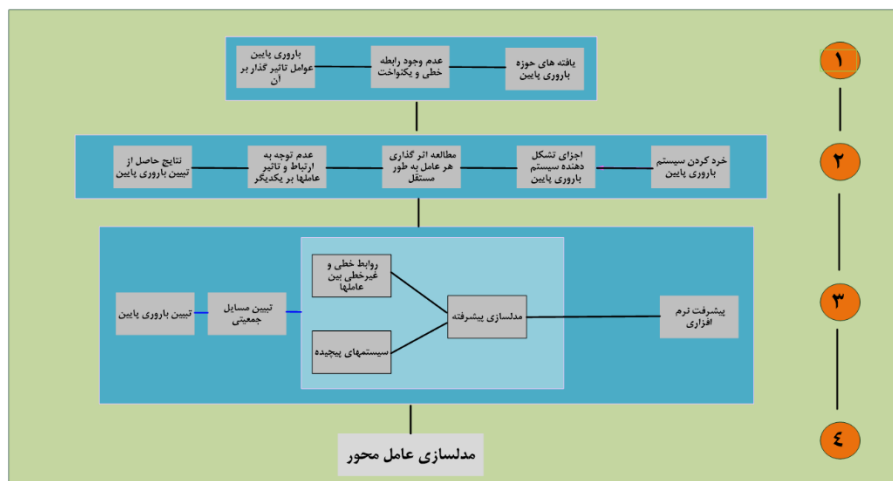 ۱
یافته های حوزه
باروری پایین
عدم وجود رابطه
خطی و یکنواخت
باروری پایین
عوامل تاثیر گذار بر
آن
۲
خرد کردن سیستم
باروری پایین
اجزای تشکل
دهنده سیستم
باروری پایین
مطالعه اثر گذاری
هر عامل به طور
مستقل
عدم توجه به
ارتباط و تاثیر
عاملها بر یکدیگر
نتایج حاصل از
تبیین باروری پایین
۳
پیشرفت نرم
افزاری
مدلسازی پیشرفته
روابط خطی و
غیرخطی بین
عاملها
سیستمهای پیچیده
تبیین مسایل
جمعیتی
تبیین باروری پایین
٤
مدلسازی عامل محور